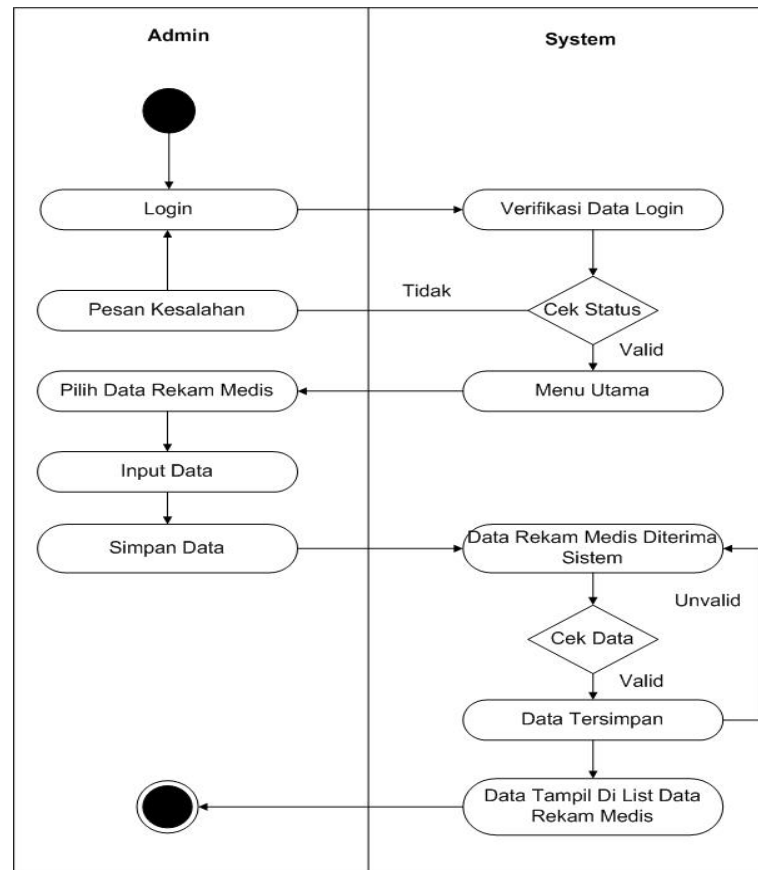 Admin
System
Login
Verifikasi Data Login
Tidak
Pesan Kesalahan
Cek Status
Valid
Pilih Data Rekam Medis
Menu Utama
Input Data
Simpan Data
Data Rekam Medis Diterima
Sistem
Unvalid
Cek Data
Valid
Data Tersimpan
Data Tampil Di List Data
Rekam Medis